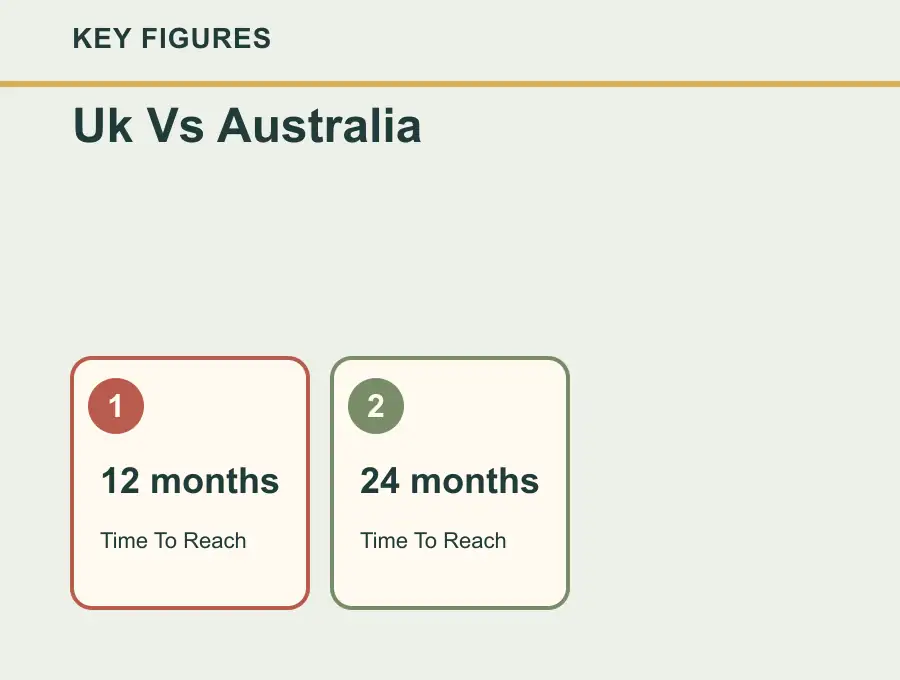 KEY FIGURES
Uk Vs Australia
1
12 months
Time To Reach
2
24 months
Time To Reach